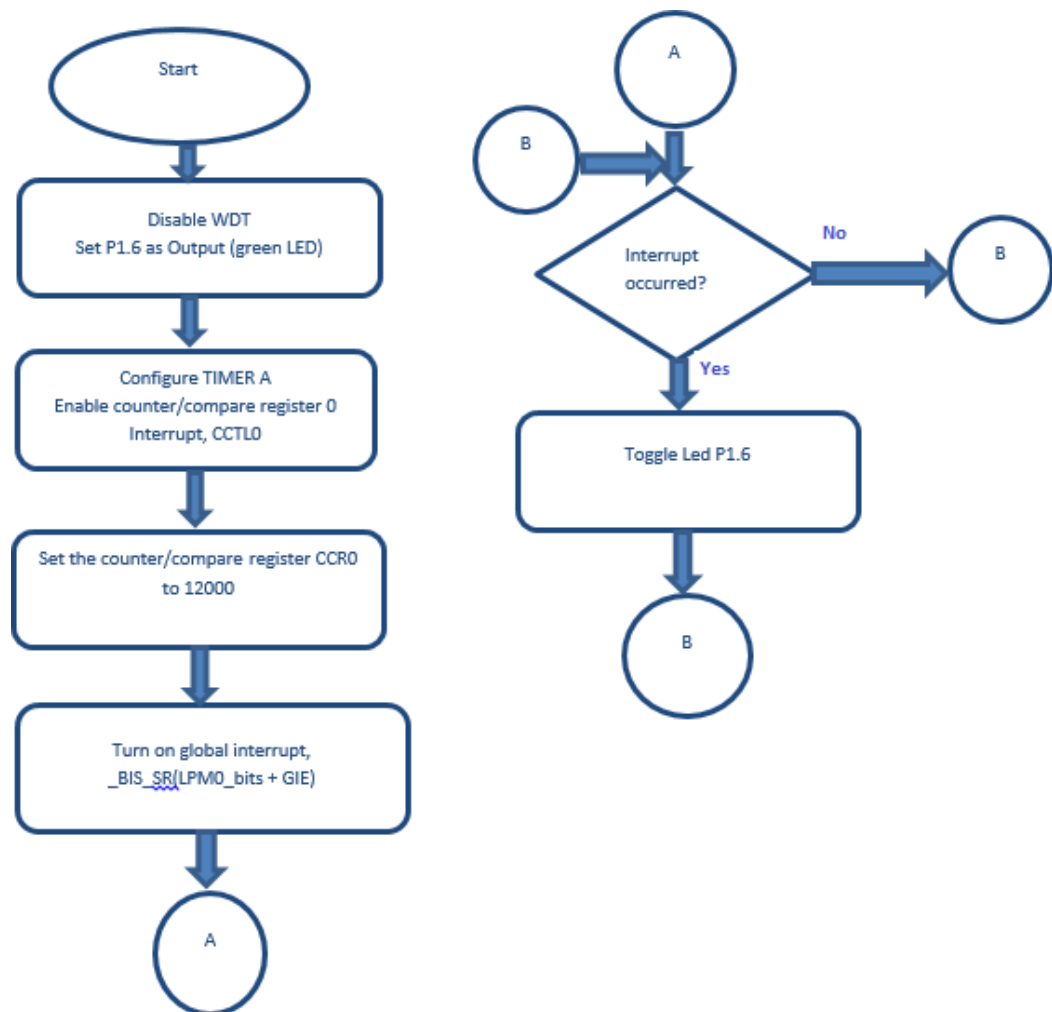 Start
Disable WDT
Set P1.6 as Output (green LED)
Configure TIMER A
Enable counter/compare register 0
Interrupt, CCTL0
Set the counter/compare register CCR0
to 12000
Turn on global interrupt,
_BIS_SR(LPM0_bits + GIE)
A
A
B
Interrupt
occurred?
No
B
Yes
Toggle Led P1.6
B